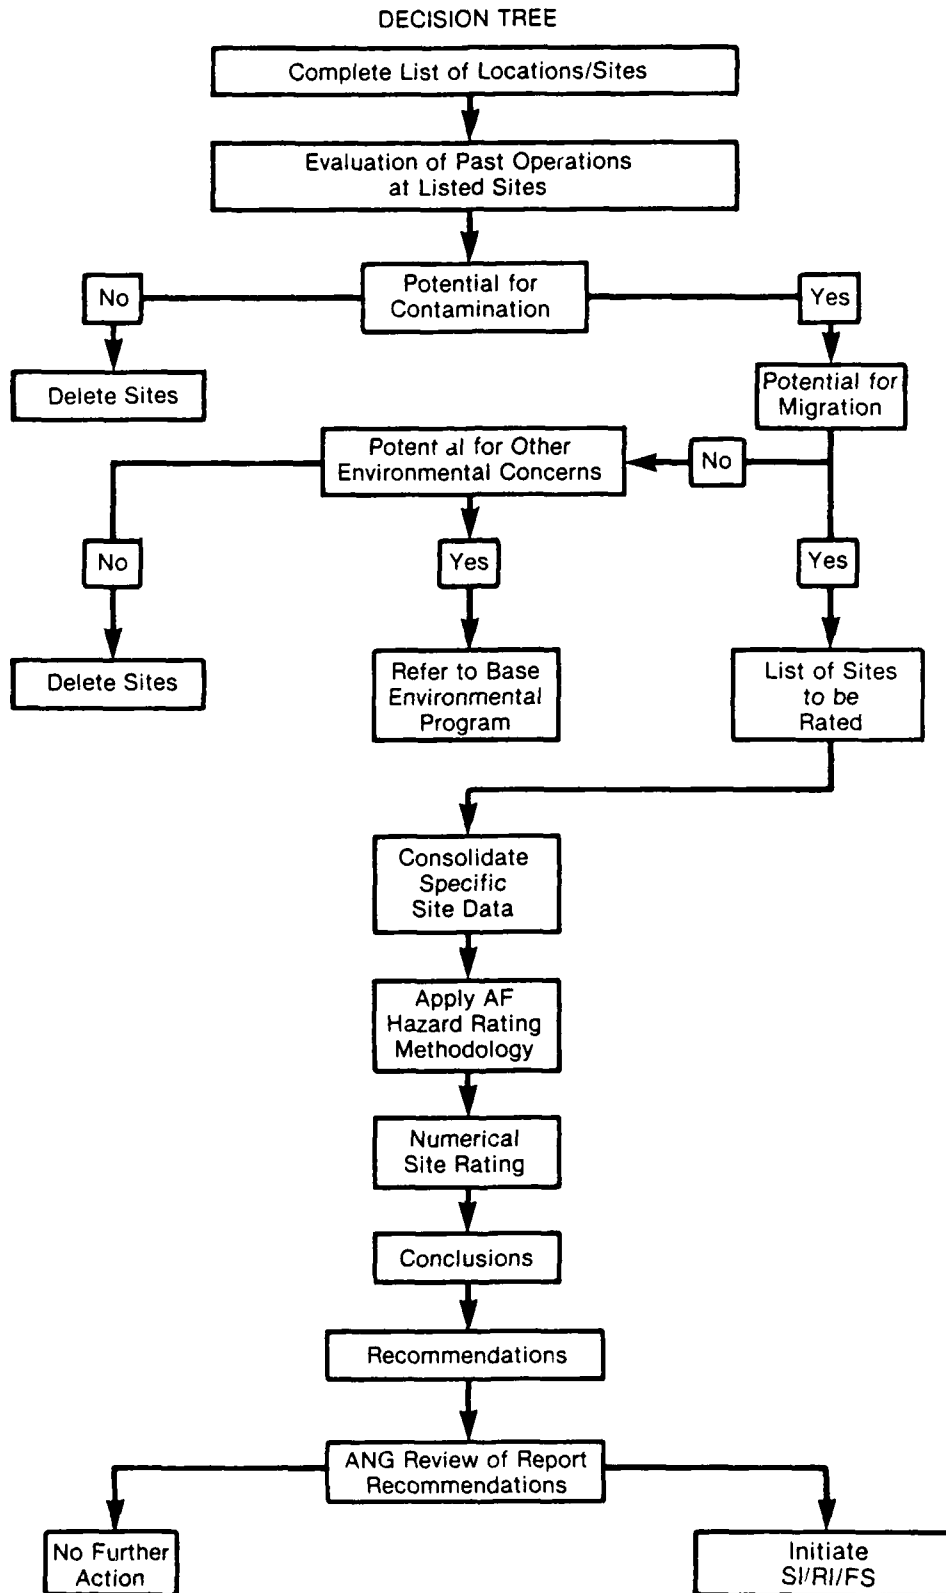 DECISION TREE
Complete List of Locations/Sites
Evaluation of Past Operations
at Listed Sites
Potential for
Contamination
No
Yes
Delete Sites
Potential for
Migration
Potent al for Other
Environmental Concerns
No
No
Yes
Yes
Delete Sites
Refer to Base
Environmental
Program
List of Sites
to be
Rated
Consolidate
Specific
Site Data
Apply AF
Hazard Rating
Methodology
Numerical
Site Rating
Conclusions
Recommendations
ANG Review of Report
Recommendations
No Further
Action
Initiate
SI/RI/FS